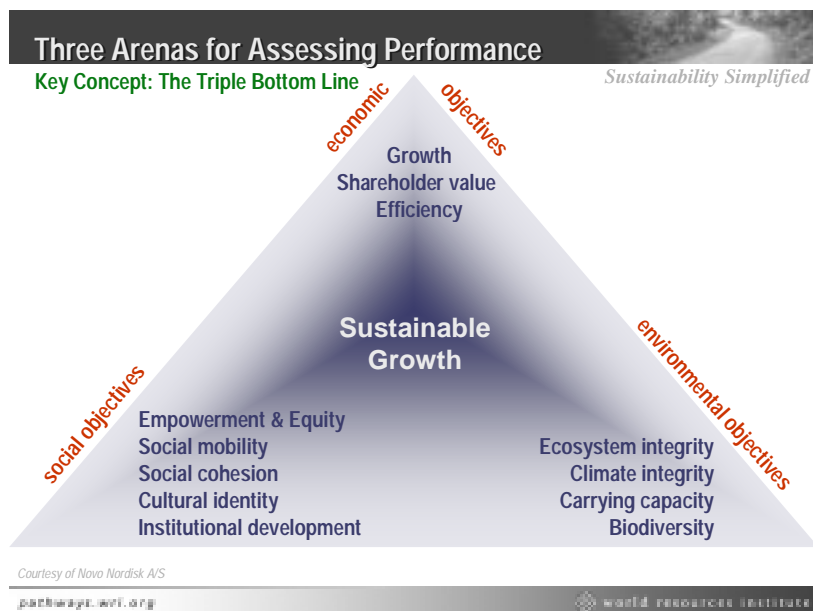 Three Arenas for Assessing Performance
Key Concept: The Triple Bottom Line
Sustainability Simplified
economic
objectives
Growth
Shareholder value
Efficiency
Sustainable
Growth
social objectives
environmental objectives
Empowerment & Equity
Social mobility
Social cohesion
Cultural identity
Institutional development
Ecosystem integrity
Climate integrity
Carrying capacity
Biodiversity
Courtesy of Novo Nordisk A/S
pathways.wri.org
world resources institute